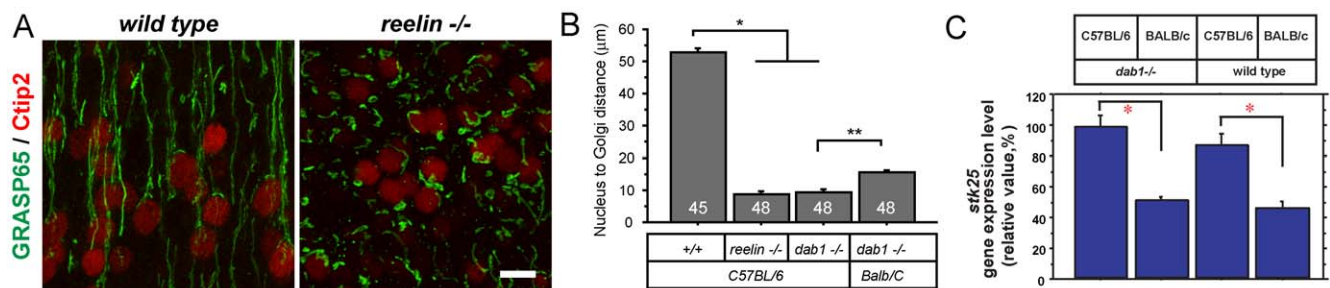 A
wild type
reelin -/-
GRASP65 / Ctip2
B
Nucleus to Golgi distance (µm)
60
50
40
30
20
10
0
*
**
45
48
48
48
+/+
reelin -/-
dab1 -/-
dab1 -/-
C57BL/6
Balb/C
C
C57BL/6
BALB/c
C57BL/6
BALB/c
dab1-/-
wild type
stk25
gene expression level
(relative value,%)
120
100
80
60
40
20
0
*
*